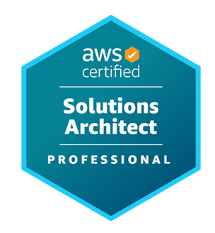 aws
certified
Solutions
Architect
PROFESSIONAL